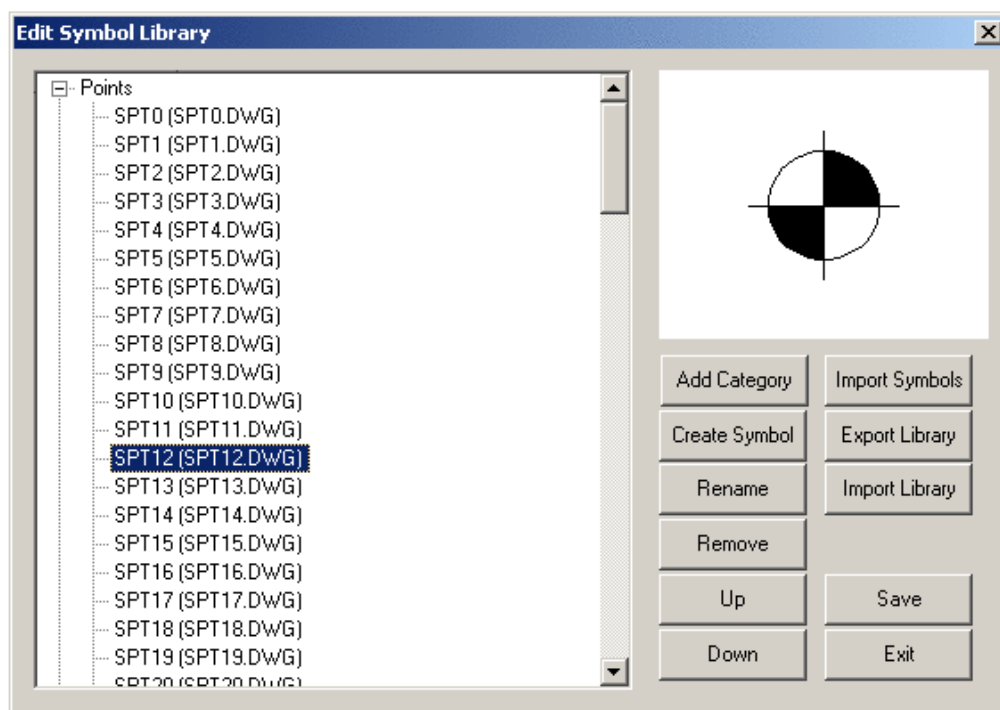 Edit Symbol Library
Points
SPT0 (SPT0.DWG)
SPT1 (SPT1.DWG)
SPT2 (SPT2.DWG)
SPT3 (SPT3.DWG)
SPT4 (SPT4.DWG)
SPT5 (SPT5.DWG)
SPT6 (SPT6.DWG)
SPT7 (SPT7.DWG)
SPT8 (SPT8.DWG)
SPT9 (SPT9.DWG)
SPT10 (SPT10.DWG)
SPT11 (SPT11.DWG)
SPT12 (SPT12.DWG)
SPT13 (SPT13.DWG)
SPT14 (SPT14.DWG)
SPT15 (SPT15.DWG)
SPT16 (SPT16.DWG)
SPT17 (SPT17.DWG)
SPT18 (SPT18.DWG)
SPT19 (SPT19.DWG)
SPT20 (SPT20.DWG)
Add Category Import Symbols
Create Symbol Export Library
Rename Import Library
Remove
Up Save
Down Exit